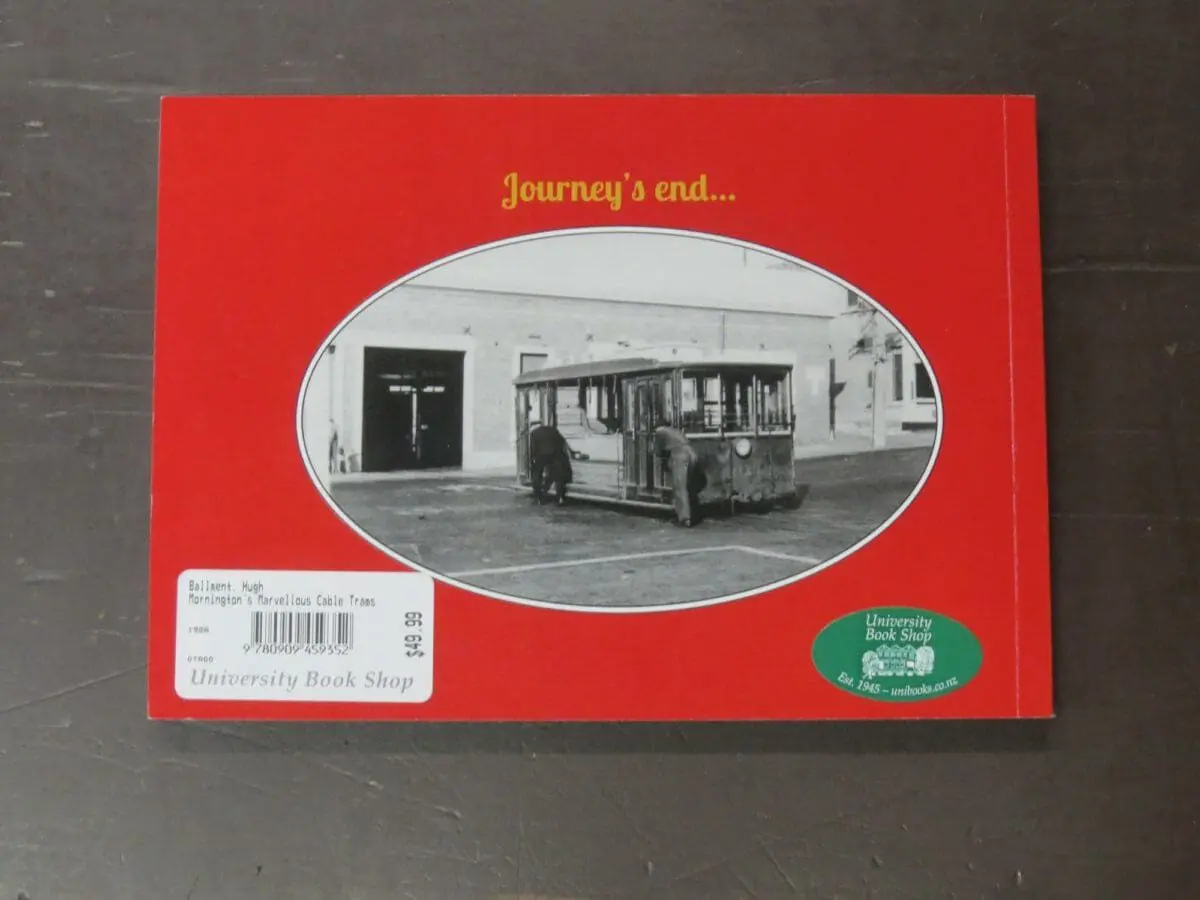 Journey's end...
Ballment, Hugh
Mornington's Marvellous Cable Trams
$49.99
9 780909 459352
OTAGO
University Book Shop
University
Book Shop
Est. 1945 – unibooks.co.nz